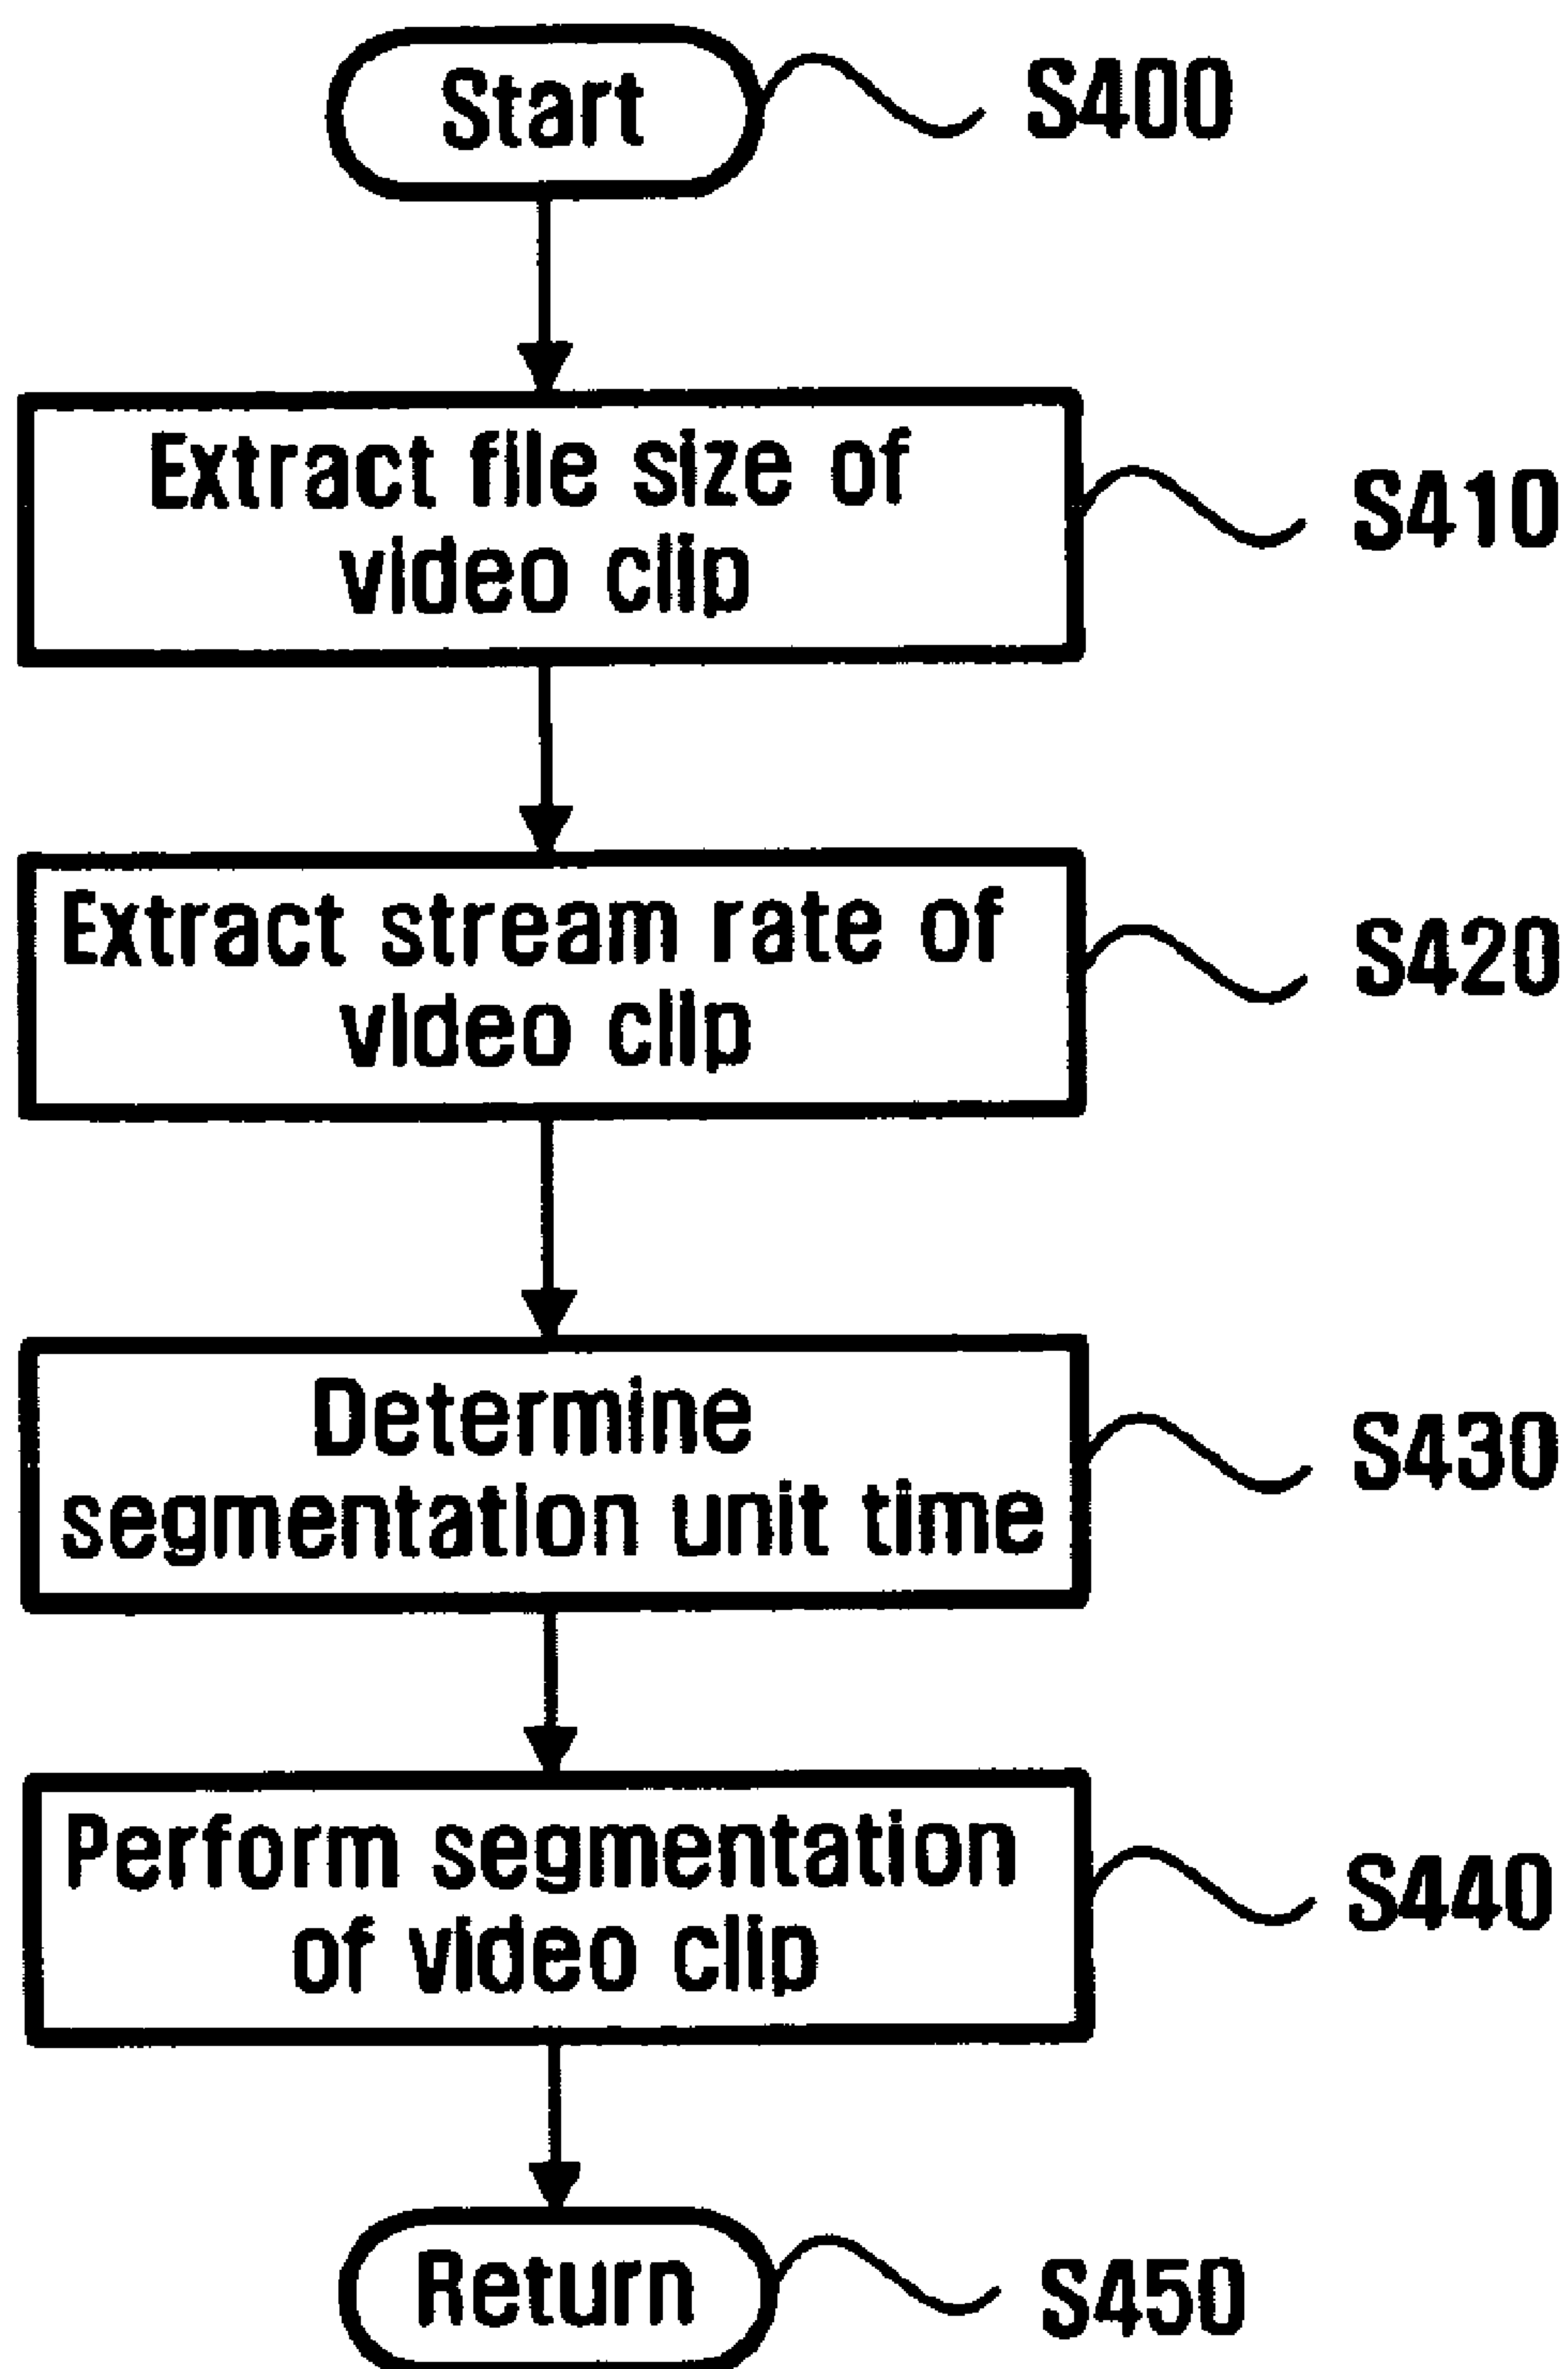 Start
S400
Extract file size of
video clip
S410
Extract stream rate of
video clip
S420
Determine
segmentation unit time
S430
Perform segmentation
of video clip
S440
Return
S450